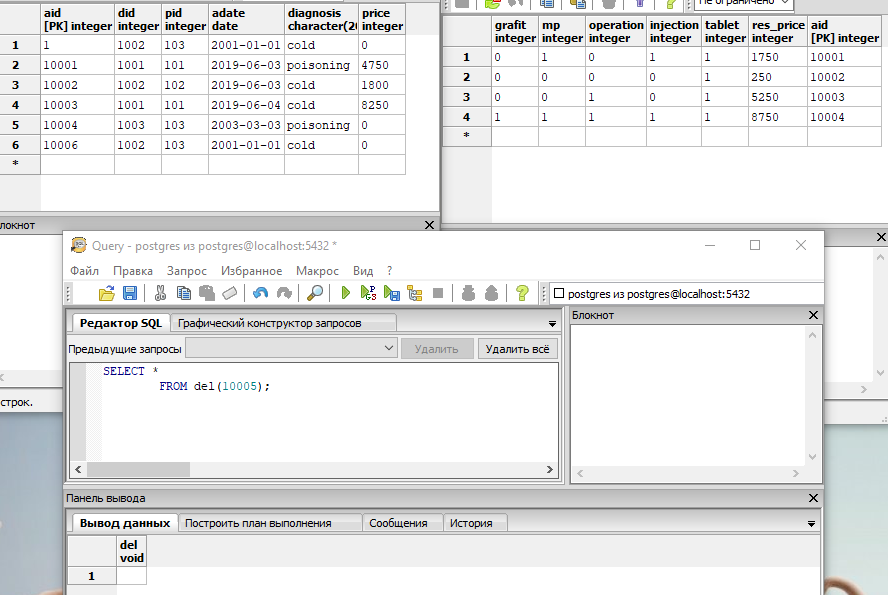 Не ограничено
aid did pid adate diagnosis price
[PK] integer integer integer date character(20 integer
1 1 1002 103 2001-01-01 cold 0
2 10001 1001 101 2019-06-03 poisoning 4750
3 10002 1002 102 2019-06-03 cold 1800
4 10003 1001 101 2019-06-04 cold 8250
5 10004 1003 103 2003-03-03 poisoning 0
6 10006 1002 103 2001-01-01 cold 0
*
grafit mp operation injection tablet res_price aid
integer integer integer integer integer integer [PK] integer
1 0 1 0 1 1 1750 10001
2 0 0 0 0 1 250 10002
3 0 0 1 0 1 5250 10003
4 1 1 1 1 1 8750 10004
*
локнот
Query - postgres из postgres@localhost:5432 *
Файл Правка Запрос Избранное Макрос Вид ?
postgres из postgres@localhost:5432
Редактор SQL Графический конструктор запросов
Блокнот
Предыдущие запросы Удалить Удалить всё
SELECT *
FROM del(10005);
строк.
Панель вывода
Вывод данных Построить план выполнения Сообщения История
del
void
1